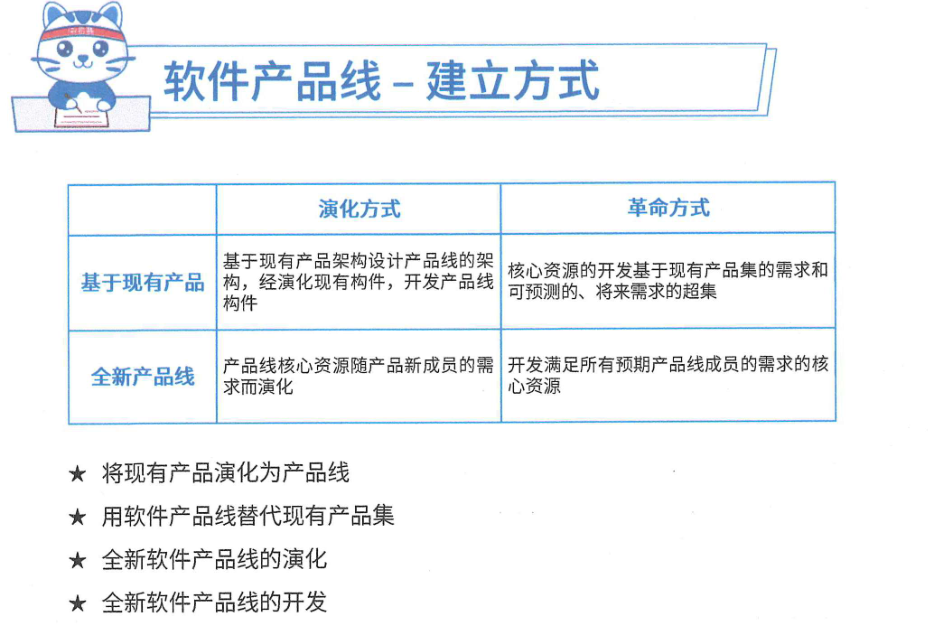 软件产品线 – 建立方式
演化方式 革命方式
基于现有产品
基于现有产品架构设计产品线的架
构，经演化现有构件，开发产品线
构件
核心资源的开发基于现有产品集的需求和
可预测的、将来需求的超集
全新产品线
产品线核心资源随产品新成员的需
求而演化
开发满足所有预期产品线成员的需求的核
心资源
★ 将现有产品演化为产品线
★ 用软件产品线替代现有产品集
★ 全新软件产品线的演化
★ 全新软件产品线的开发